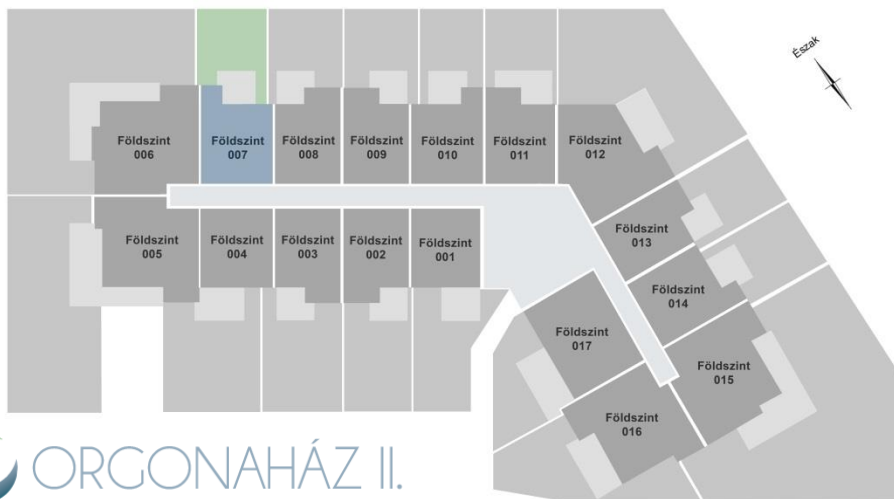 Észak
Földszint
006
Földszint
007
Földszint
008
Földszint
009
Földszint
010
Földszint
011
Földszint
012
Földszint
013
Földszint
014
Földszint
015
Földszint
016
Földszint
017
Földszint
005
Földszint
004
Földszint
003
Földszint
002
Földszint
001
ORGONAHÁZ II.